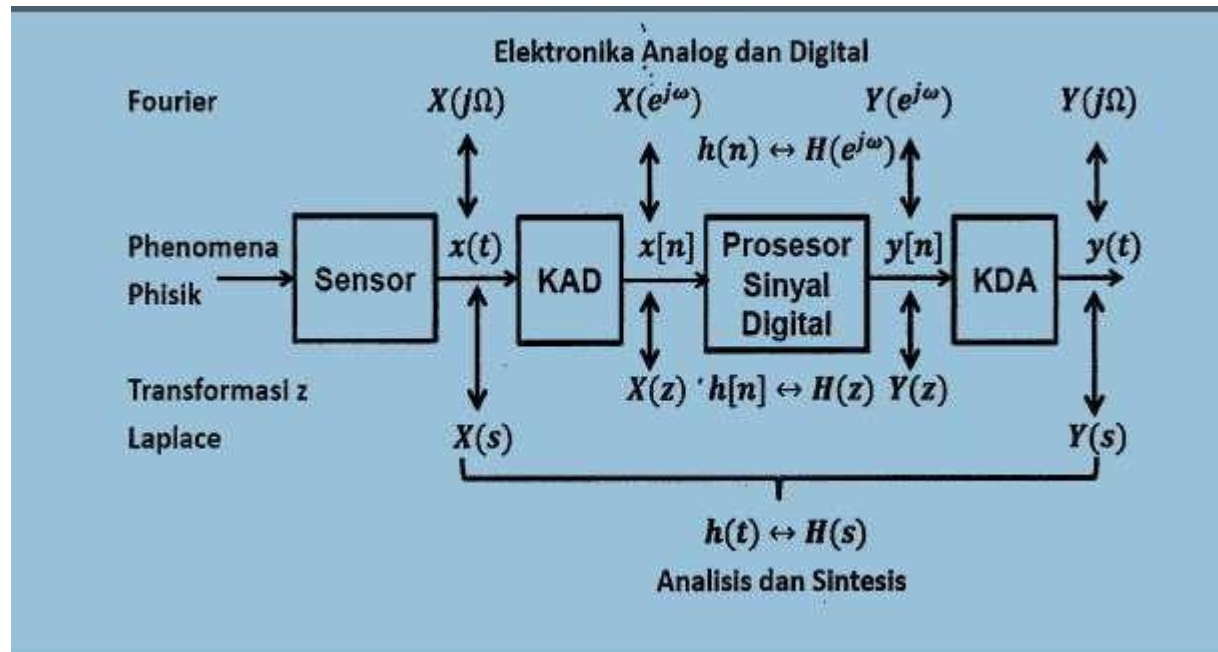 Elektronika Analog dan Digital
Fourier X(jΩ) X(e^{jω}) Y(e^{jω}) Y(jΩ)
h(n) ↔ H(e^{jω})
Phenomena
Phisik
Sensor
x(t)
KAD
x[n]
Prosesor
Sinyal
Digital
y[n]
KDA
y(t)
Transformasi z X(z) h[n] ↔ H(z) Y(z)
Laplace X(s) Y(s)
h(t) ↔ H(s)
Analisis dan Sintesis